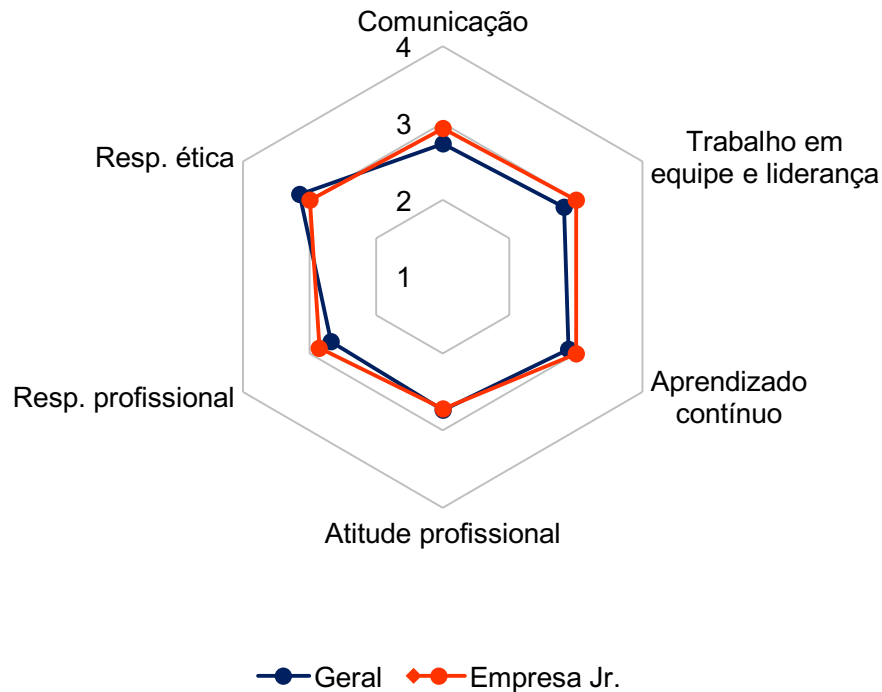 Comunicação
4
3
2
1
Resp. ética
Trabalho em
equipe e liderança
Resp. profissional
Aprendizado
contínuo
Atitude profissional
Geral
Empresa Jr.